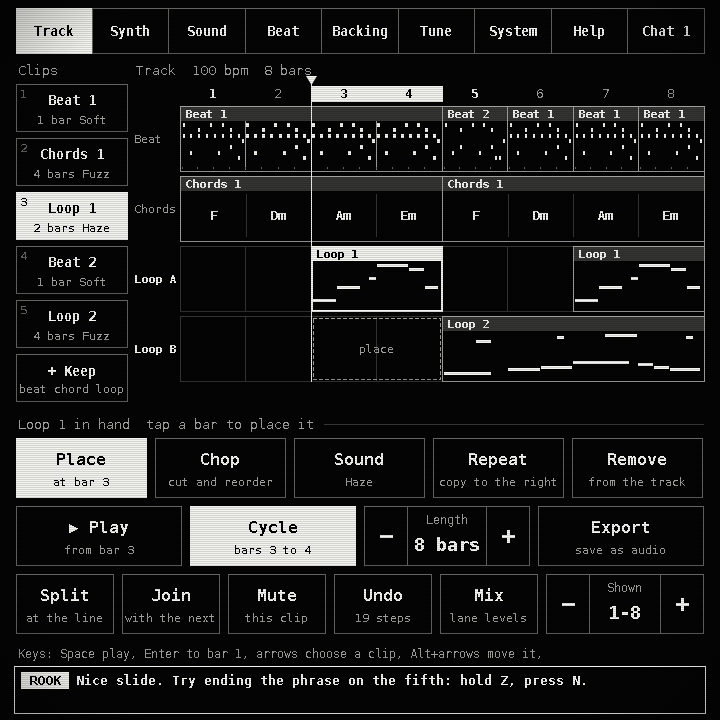 Track Synth Sound Beat Backing Tune System Help Chat 1
Clips Track 100 bpm 8 bars
1 Beat 1
1 bar Soft
2 Chords 1
4 bars Fuzz
3 Loop 1
2 bars Haze
4 Beat 2
1 bar Soft
5 Loop 2
4 bars Fuzz
+ Keep
beat chord loop
1 2 3 4 5 6 7 8
Beat
Beat 1 Beat 2 Beat 1 Beat 1 Beat 1
Chords 1 Chords 1
Chords F Dm Am Em F Dm Am Em
Loop 1 Loop 1
Loop A
Loop 2
Loop B place
Loop 1 in hand tap a bar to place it
Place Chop Sound Repeat Remove
at bar 3 cut and reorder Haze copy to the right from the track
▶ Play Cycle − Length + Export
from bar 3 bars 3 to 4 8 bars save as audio
Split Join Mute Undo Mix − Shown +
at the line with the next this clip 19 steps lane levels 1-8
Keys: Space play, Enter to bar 1, arrows choose a clip, Alt+arrows move it,
ROOK Nice slide. Try ending the phrase on the fifth: hold Z, press N.